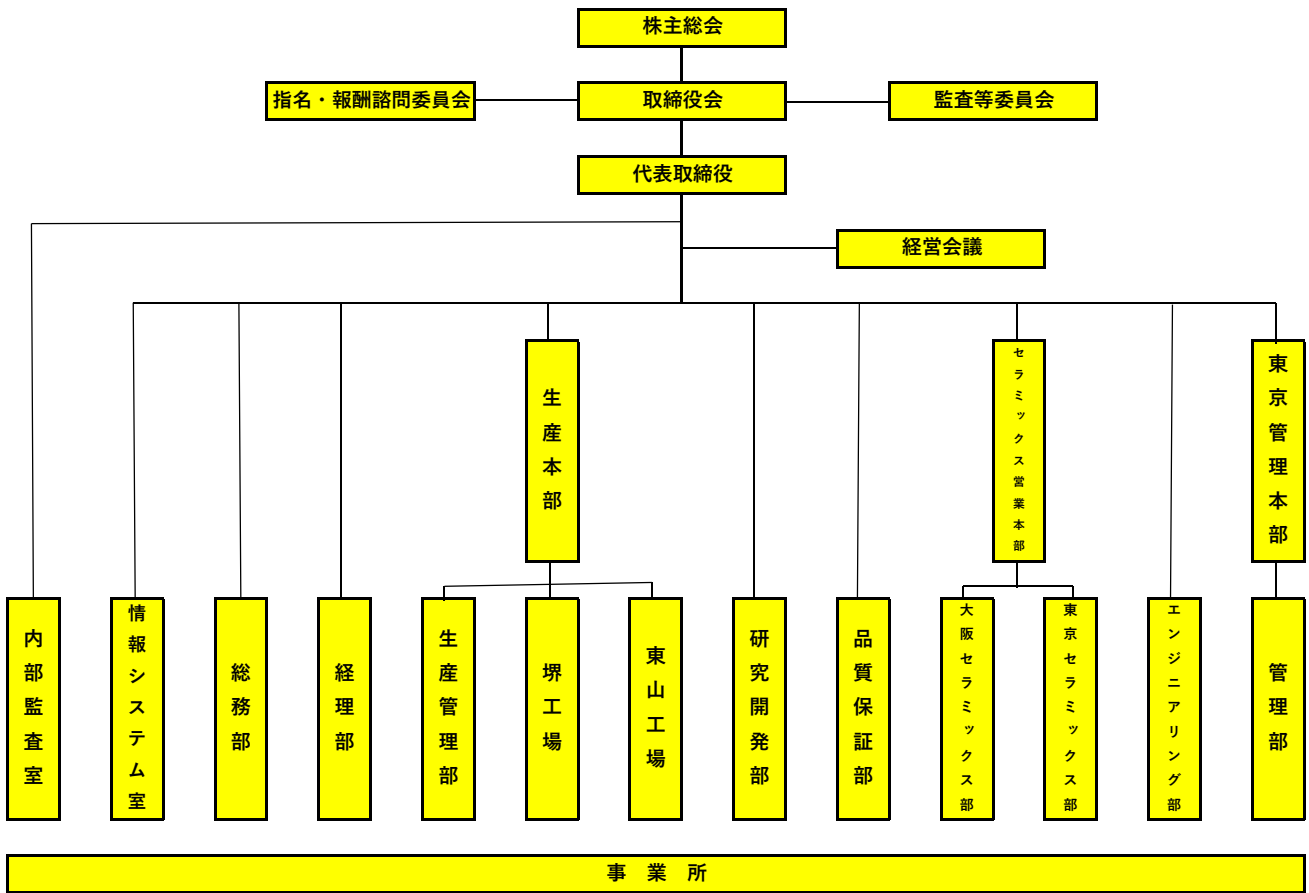 株主総会
指名・報酬諮問委員会
取締役会
監査等委員会
代表取締役
経営会議
生産本部
セラミックス営業本部
東京管理本部
内部監査室
情報システム室
総務部
経理部
生産管理部
堺工場
東山工場
研究開発部
品質保証部
大阪セラミックス部
東京セラミックス部
エンジニアリング部
管理部
事 業 所